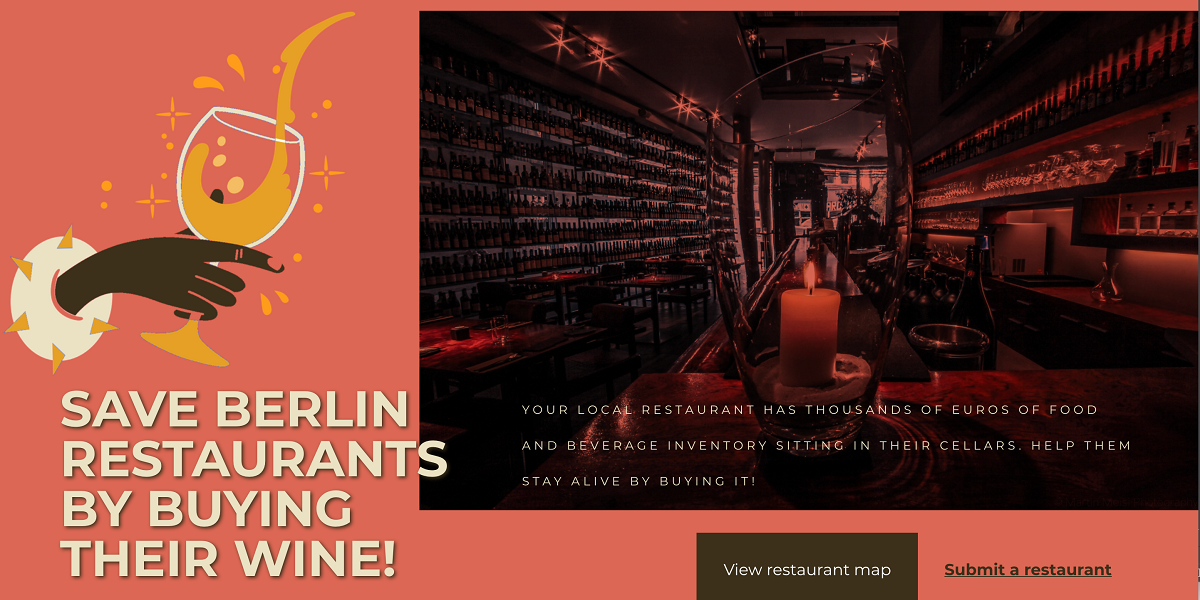 SAVE BERLIN
RESTAURANTS
BY BUYING
THEIR WINE!
YOUR LOCAL RESTAURANT HAS THOUSANDS OF EUROS OF FOOD
AND BEVERAGE INVENTORY SITTING IN THEIR CELLARS. HELP THEM
STAY ALIVE BY BUYING IT!
View restaurant map
Submit a restaurant